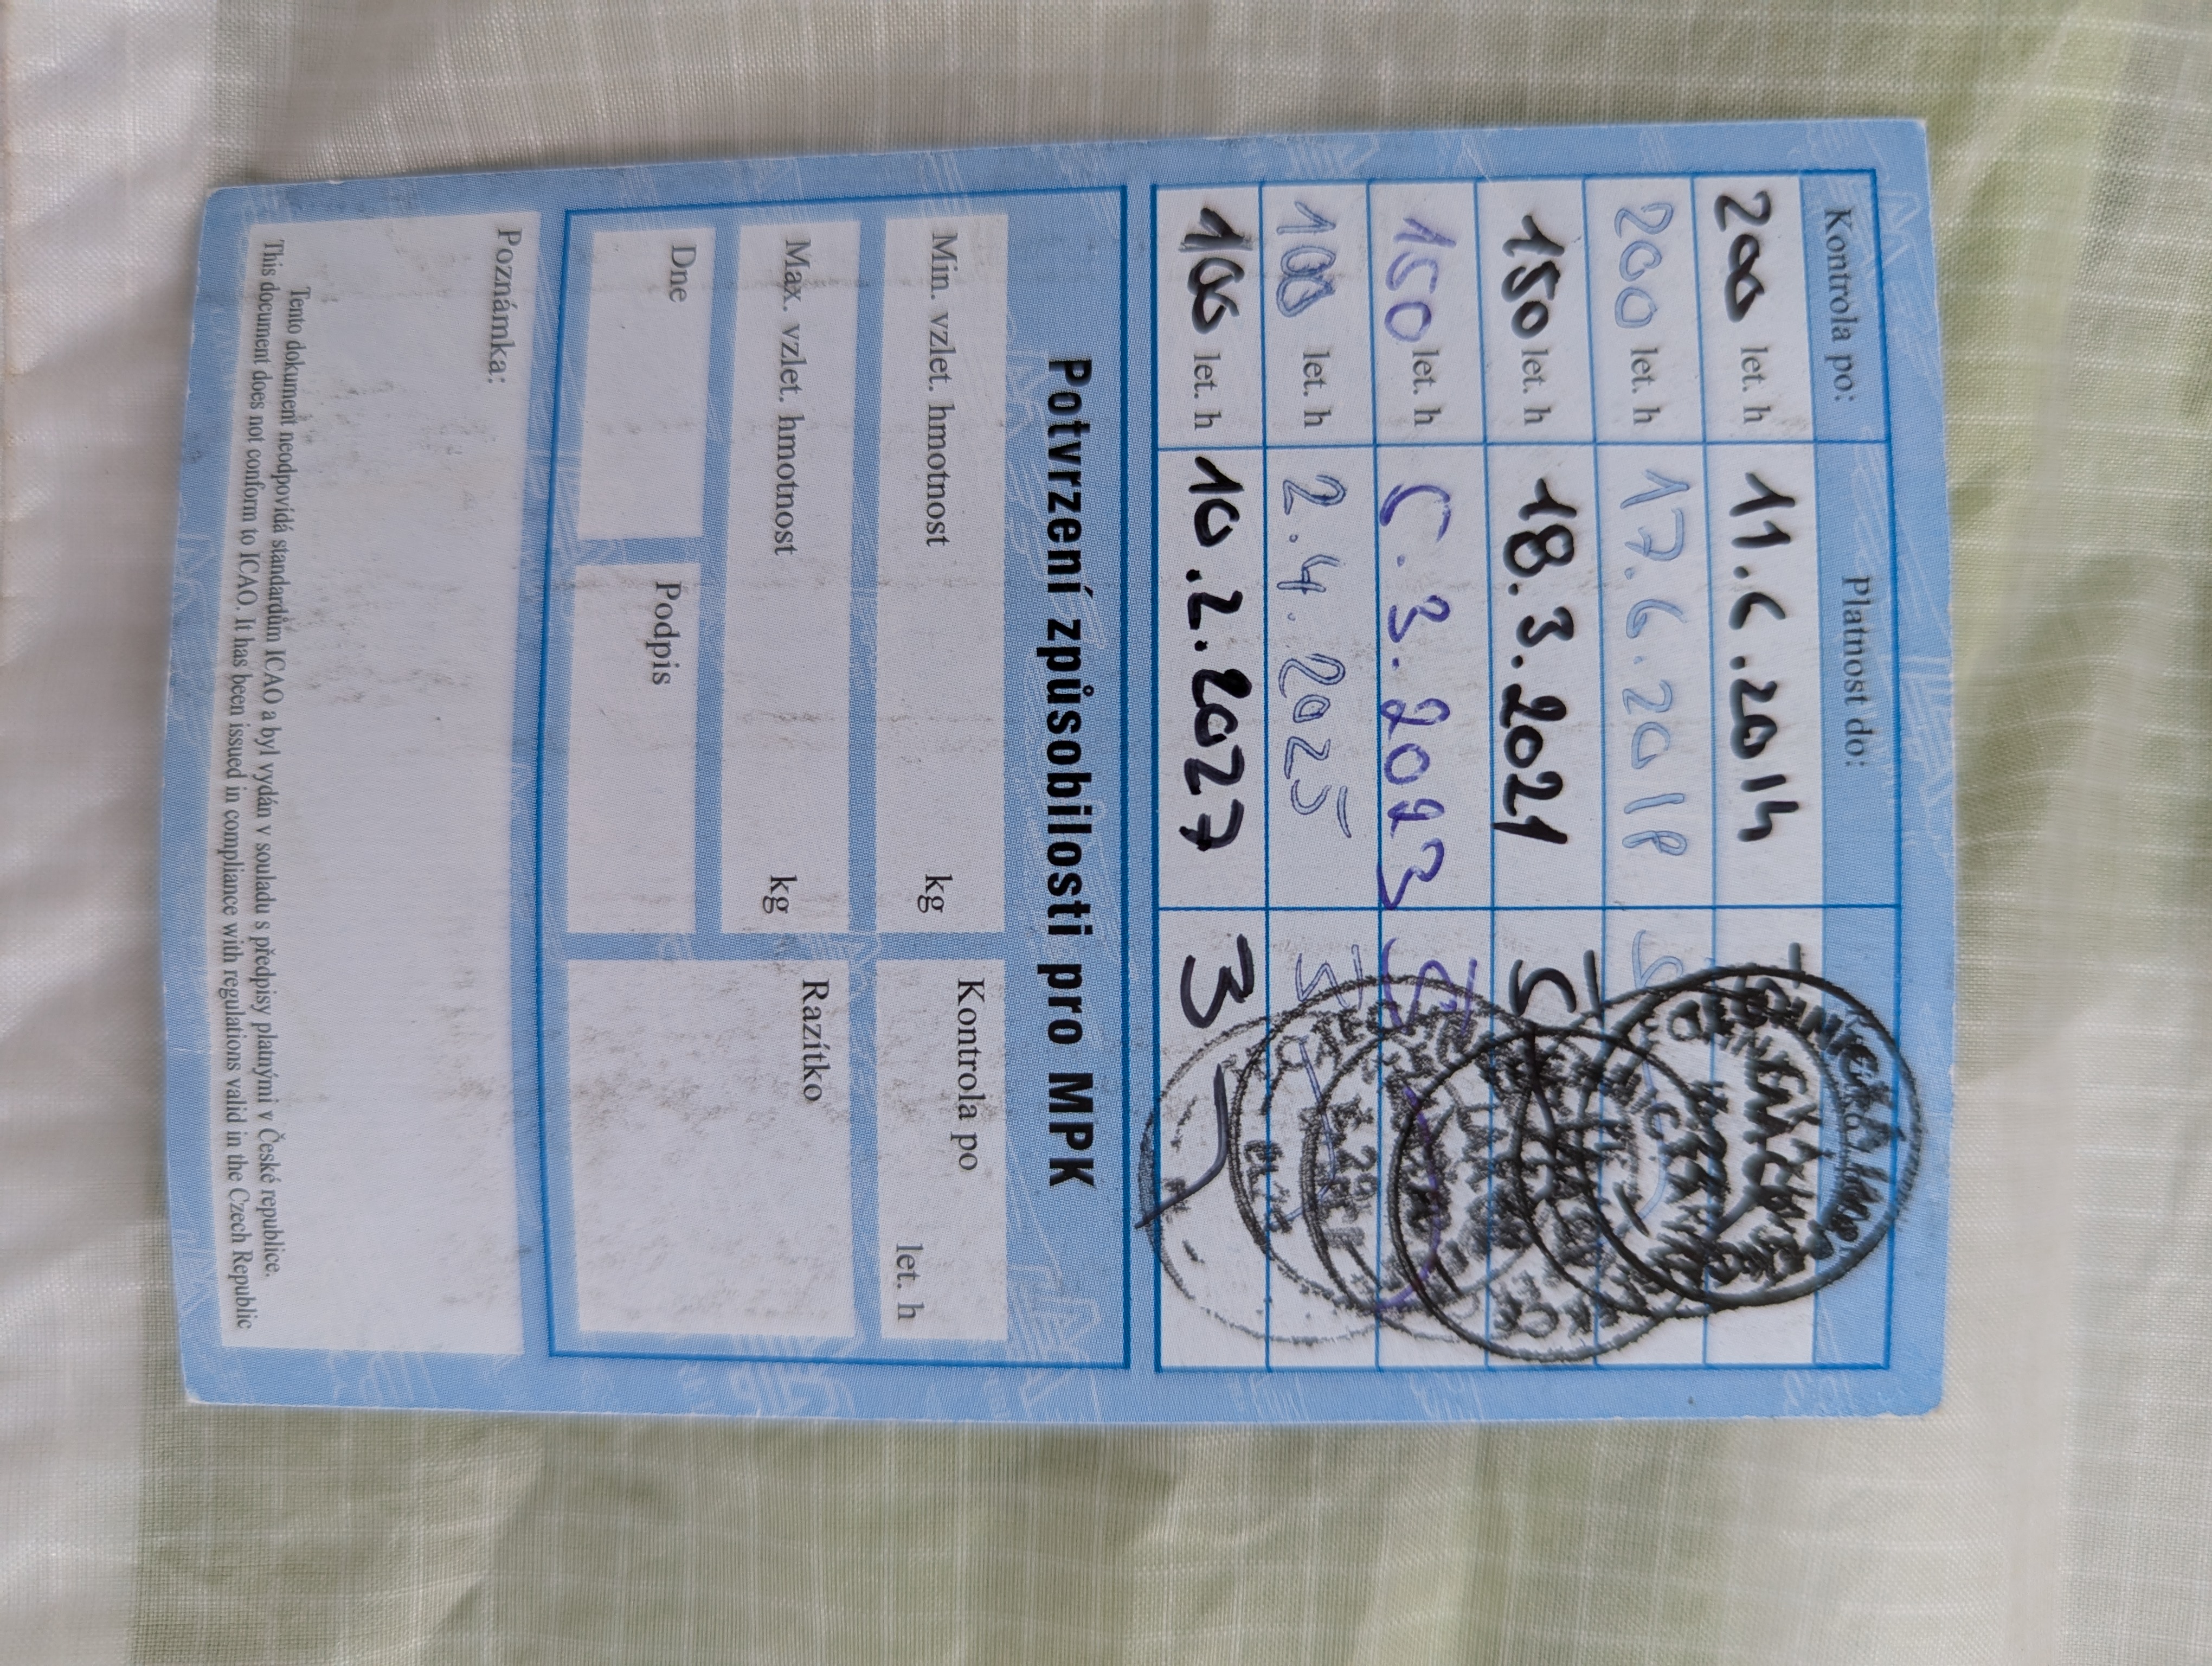 Kontrola po: Platnost do:
200 let. h 11.6.2014
200 let. h 17.6.2018
150 let. h 18.3.2021
150 let. h 6.3.2023
100 let. h 2.4.2025
100 let. h 10.2.2027
Potvrzení způsobilosti pro MPK
Min. vzlet. hmotnost kg
Kontrola po let. h
Max. vzlet. hmotnost kg
Razítko
Dne Podpis
Poznámka:
Tento dokument neodpovídá standardům ICAO a byl vydán v souladu s předpisy platnými v České republice.
This document does not conform to ICAO. It has been issued in compliance with regulations valid in the Czech Republic